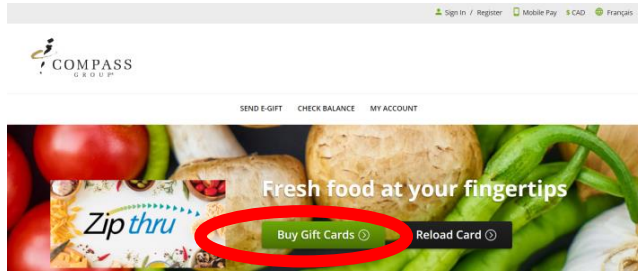 Sign In / Register Mobile Pay $ CAD Français
COMPASS
GROUP
SEND E-GIFT CHECK BALANCE MY ACCOUNT
Fresh food at your fingertips
Zip thru
Buy Gift Cards Reload Card